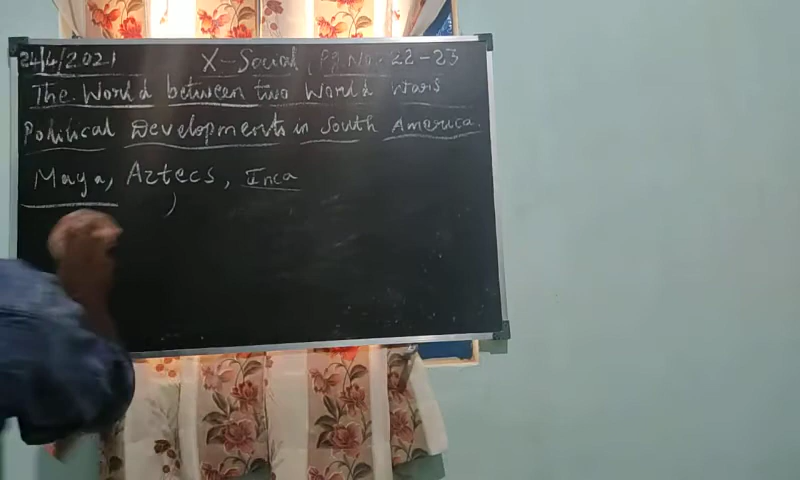 24/4/2021 X-Social, Pg.No. 22-23
The World between two World Wars
Political Developments in South America.
Maya, Aztecs, Inca